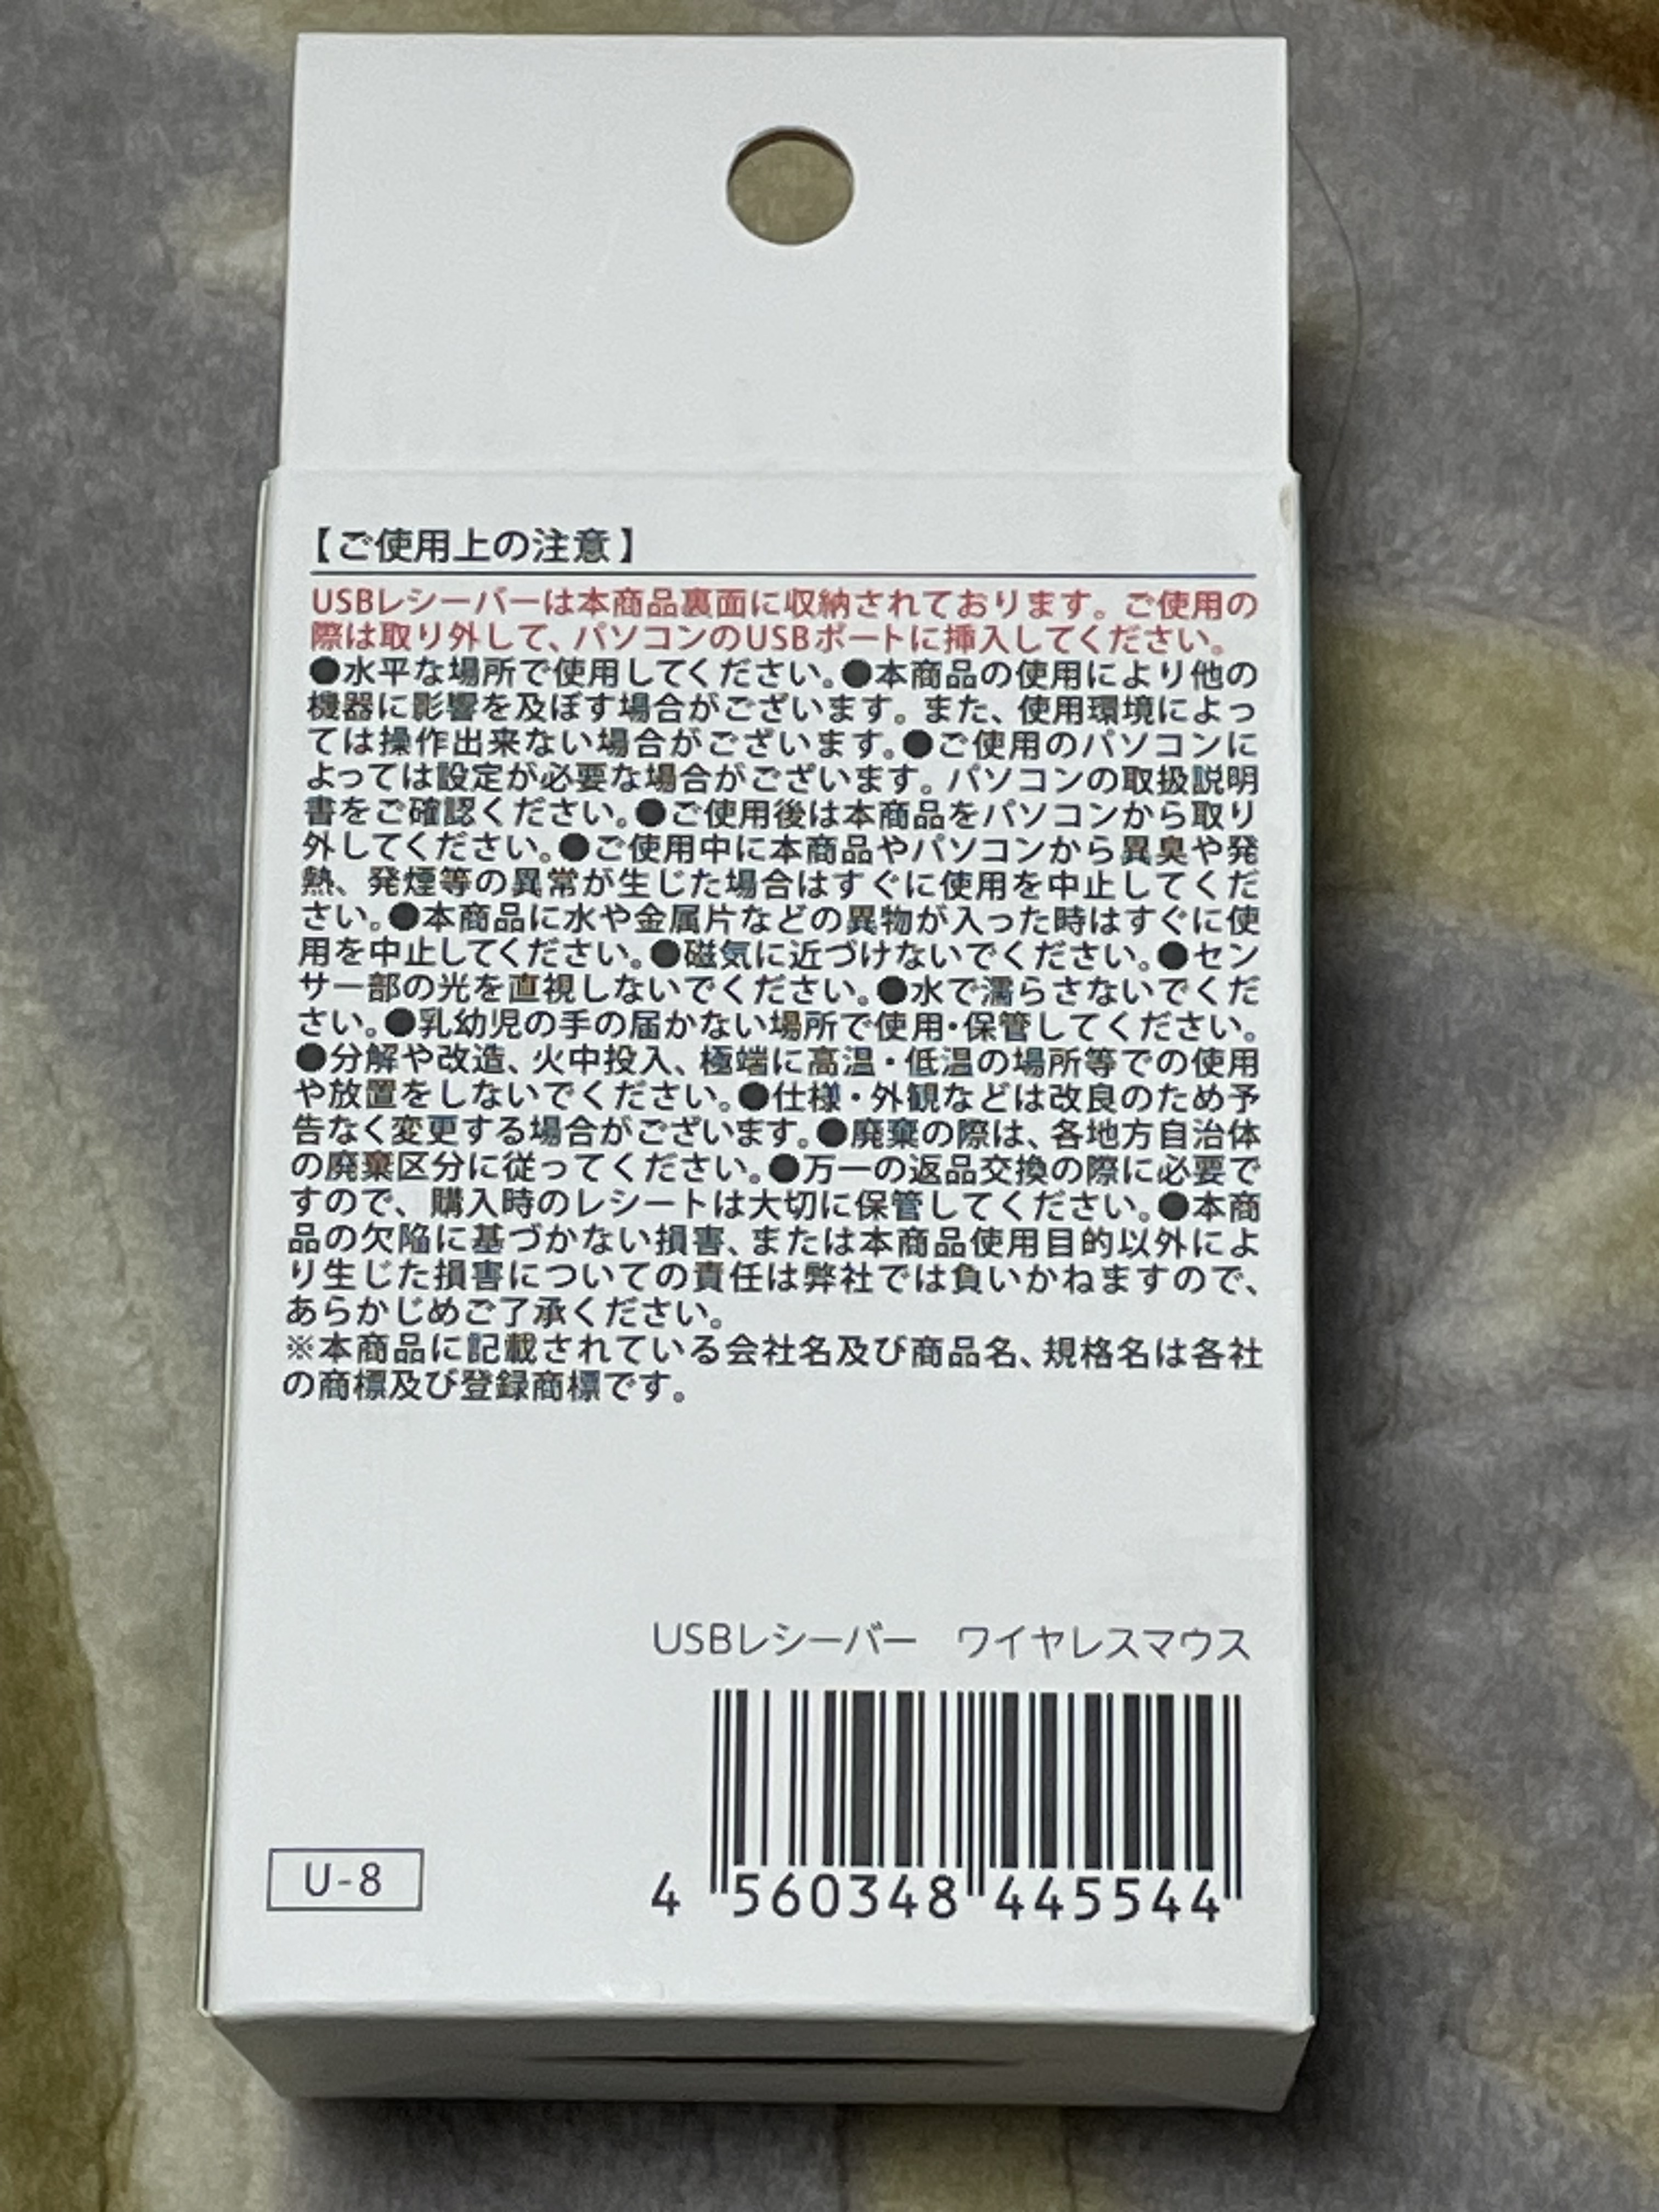 【ご使用上の注意】
USBレシーバーは本商品裏面に収納されております。ご使用の
際は取り外して、パソコンのUSBポートに挿入してください。
●水平な場所で使用してください。●本商品の使用により他の
機器に影響を及ぼす場合がございます。また、使用環境によっ
ては操作出来ない場合がございます。●ご使用のパソコンに
よっては設定が必要な場合がございます。パソコンの取扱説明
書をご確認ください。●ご使用後は本商品をパソコンから取り
外してください。●ご使用中に本商品やパソコンから異臭や発
熱、発煙等の異常が生じた場合はすぐに使用を中止してくだ
さい。●本商品に水や金属片などの異物が入った時はすぐに使
用を中止してください。●磁気に近づけないでください。●セン
サー部の光を直視しないでください。●水で濡らさないでくだ
さい。●乳幼児の手の届かない場所で使用・保管してください。
●分解や改造、火中投入、極端に高温・低温の場所等での使用
や放置をしないでください。●仕様・外観などは改良のため予
告なく変更する場合がございます。●廃棄の際は、各地方自治体
の廃棄区分に従ってください。●万一の返品交換の際に必要で
すので、購入時のレシートは大切に保管してください。●本商
品の欠陥に基づかない損害、または本商品使用目的以外によ
り生じた損害についての責任は弊社では負いかねますので、
あらかじめご了承ください。
※本商品に記載されている会社名及び商品名、規格名は各社
の商標及び登録商標です。
USBレシーバー　ワイヤレスマウス
U-8
4 560348 445544